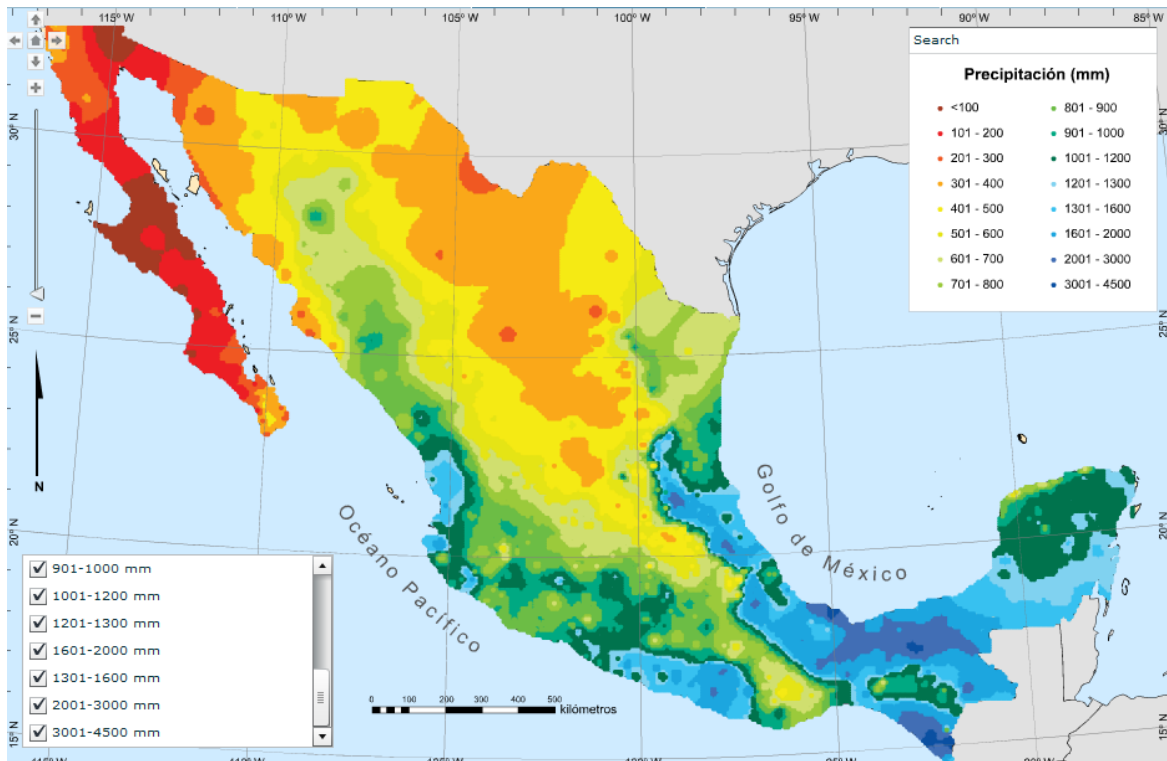 115°W 105°W 100°W 95°W 90°W 85°W
Search
Precipitación (mm)
<100
101 - 200
201 - 300
301 - 400
401 - 500
501 - 600
601 - 700
701 - 800
801 - 900
901 - 1000
1001 - 1200
1201 - 1300
1301 - 1600
1601 - 2000
2001 - 3000
3001 - 4500
30° N
30° N
25° N
25° N
N
Golfo de México
Océano Pacífico
20° N
20° N
901-1000 mm
1001-1200 mm
1201-1300 mm
1601-2000 mm
1301-1600 mm
2001-3000 mm
3001-4500 mm
0 100 200 300 400 500
kilómetros
15° N
15° N